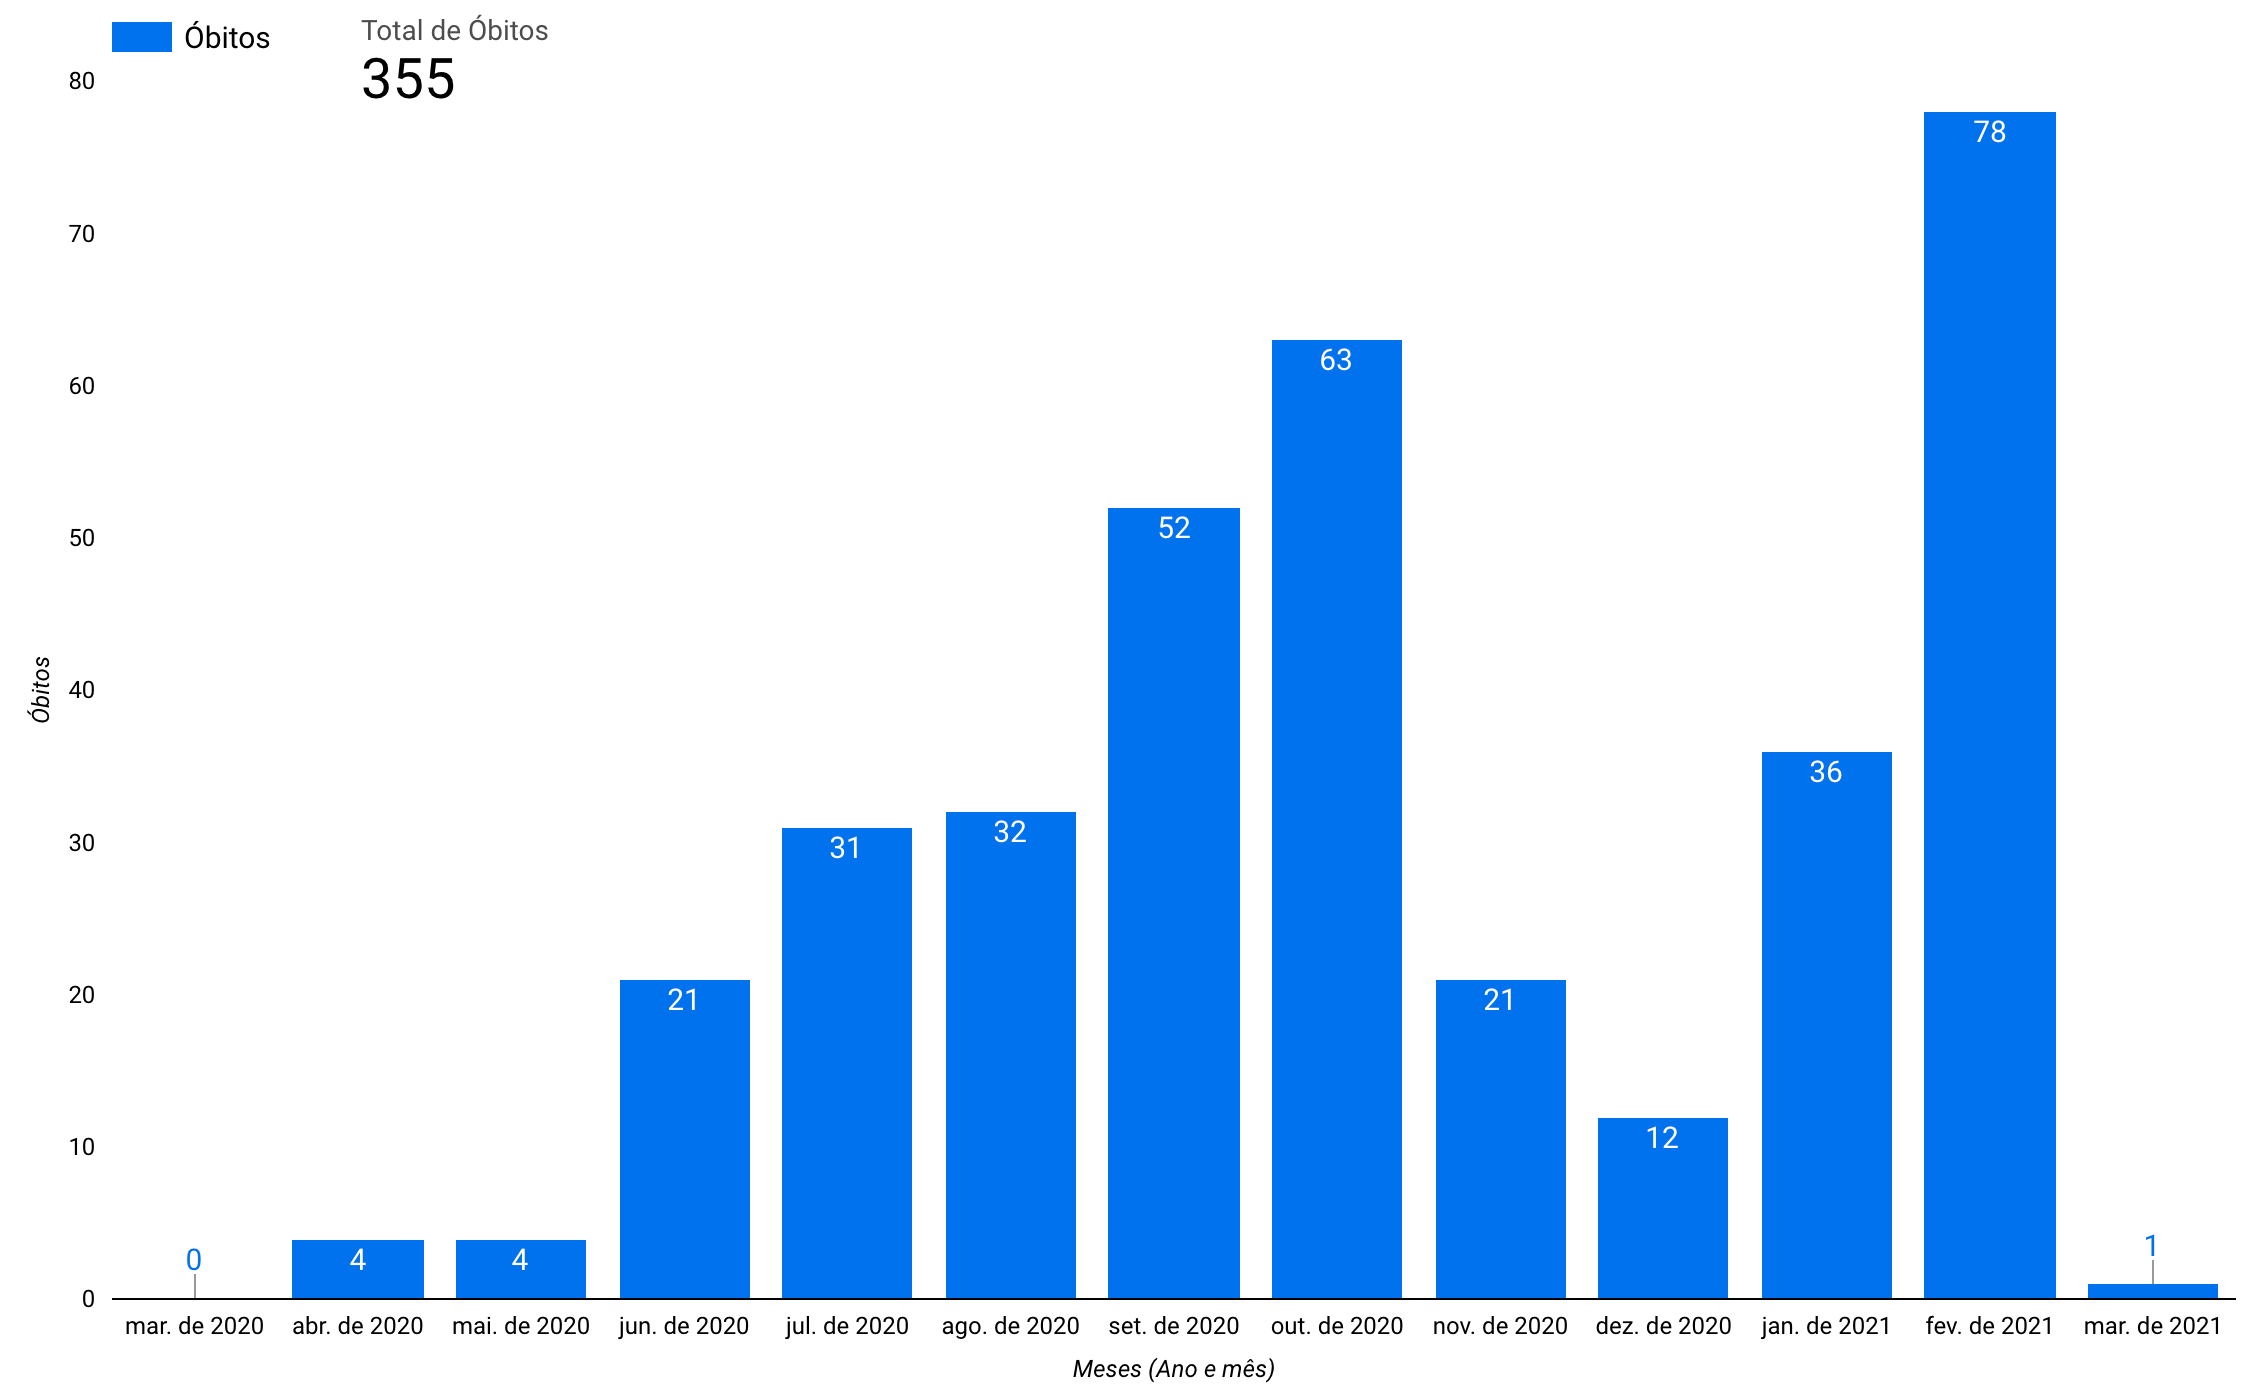 Óbitos
Total de Óbitos
355
80
70
60
50
40
30
20
10
0
Óbitos
0
4
4
21
31
32
52
63
21
12
36
78
1
mar. de 2020
abr. de 2020
mai. de 2020
jun. de 2020
jul. de 2020
ago. de 2020
set. de 2020
out. de 2020
nov. de 2020
dez. de 2020
jan. de 2021
fev. de 2021
mar. de 2021
Meses (Ano e mês)